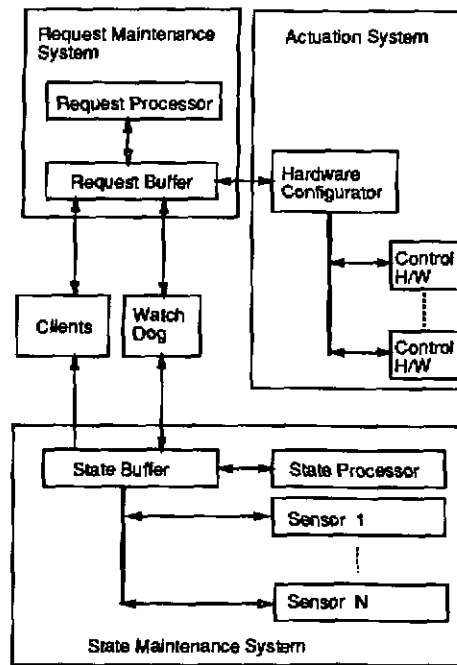 Request Maintenance
System
Request Processor
Request Buffer
Actuation System
Hardware
Configurator
Control
H/W
Control
H/W
Clients
Watch
Dog
State Buffer
State Processor
Sensor 1
Sensor N
State Maintenance System